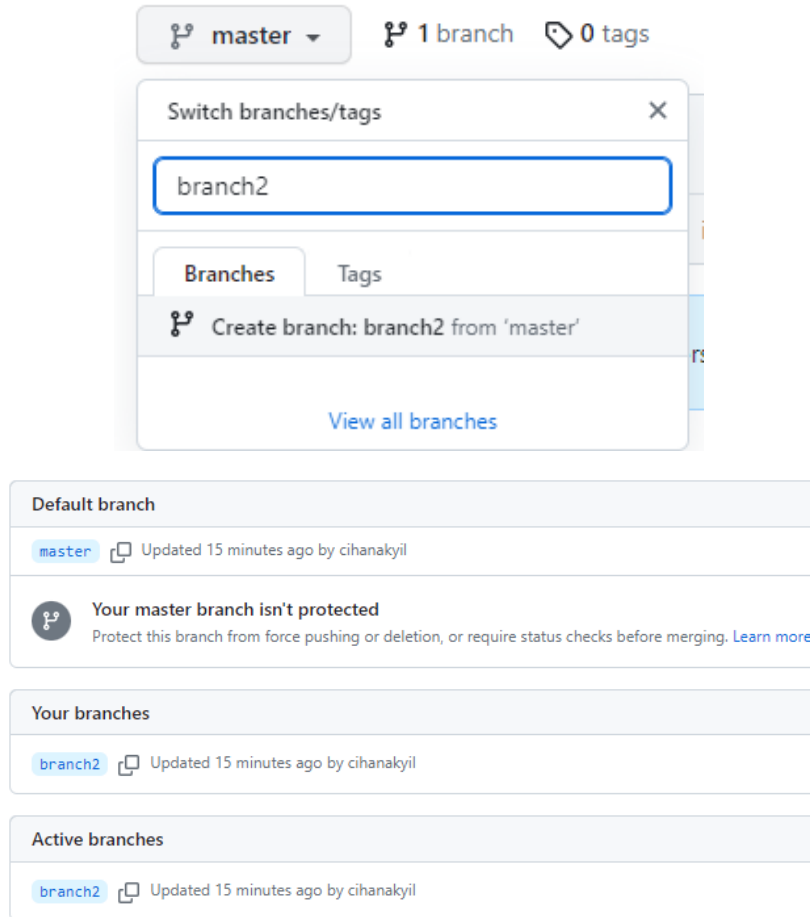 master 1 branch 0 tags
Switch branches/tags
branch2
Branches Tags
Create branch: branch2 from ‘master’
View all branches
Default branch
master Updated 15 minutes ago by cihanakyil
Your master branch isn't protected
Protect this branch from force pushing or deletion, or require status checks before merging. Learn more
Your branches
branch2 Updated 15 minutes ago by cihanakyil
Active branches
branch2 Updated 15 minutes ago by cihanakyil